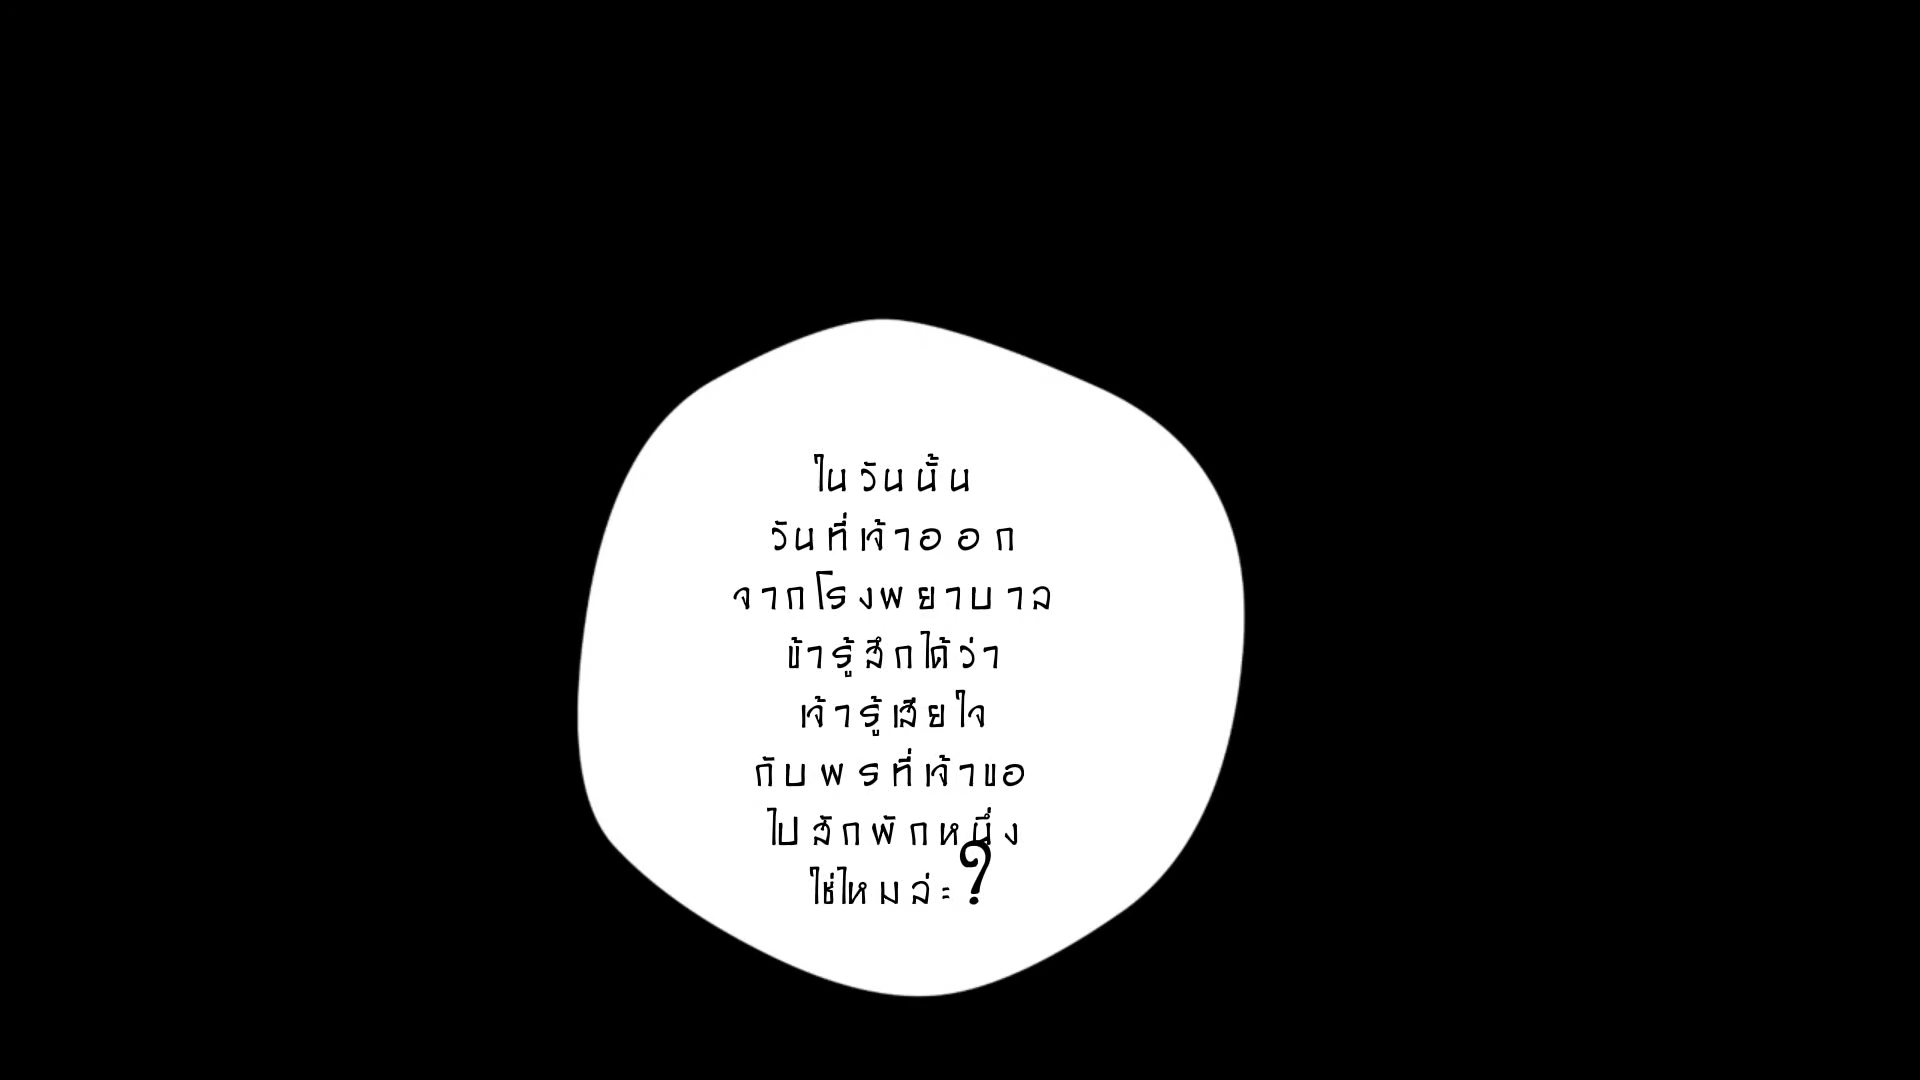 ในวันนั้น
วันที่เจ้าออก
จากโรงพยาบาล
ข้ารู้สึกได้ว่า
เจ้ารู้เสียใจ
กับพรที่เจ้าขอ
ไปสักพักหนึ่ง
ใช่ไหมล่ะ?